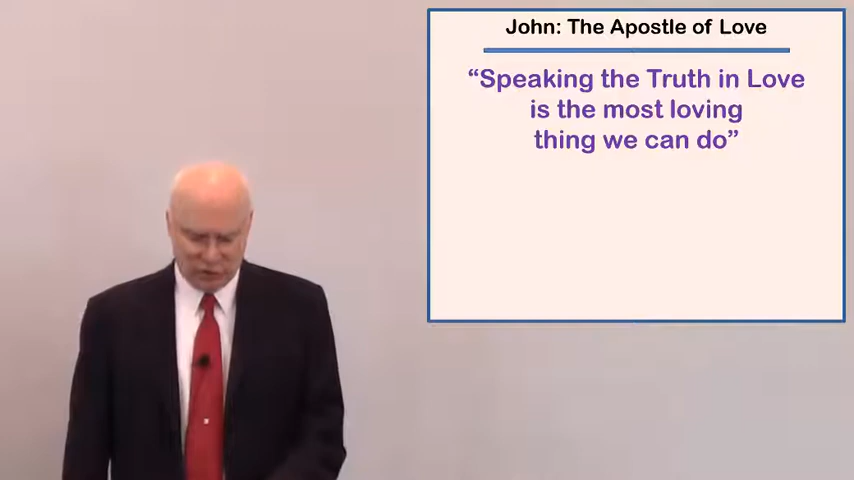 John: The Apostle of Love
“Speaking the Truth in Love
is the most loving
thing we can do”